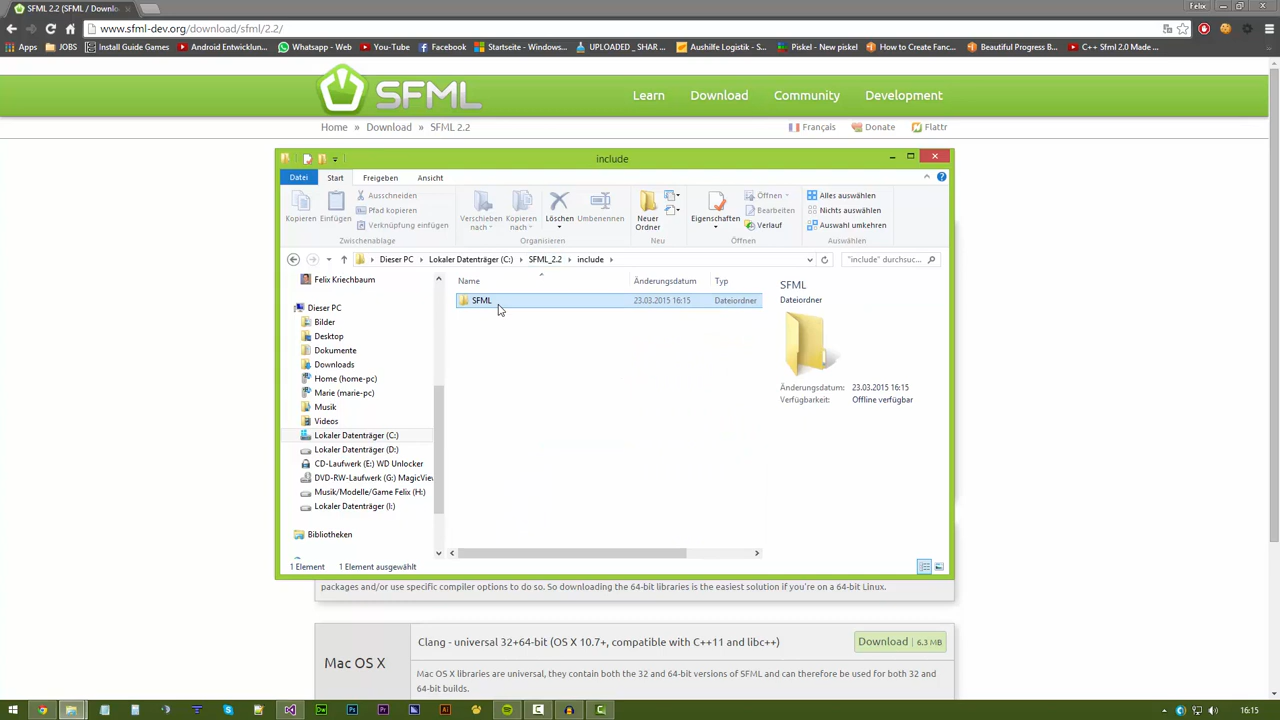 SFML 2.2 (SFML / Downlo...
Felix
www.sfml-dev.org/download/sfml/2.2/
Apps
JOBS
Install Guide Games
Android Entwicklun...
Whatsapp - Web
You-Tube
Facebook
Startseite - Windows...
UPLOADED _ SHAR ...
Aushilfe Logistik - S...
Piskel - New piskel
How to Create Fanc...
Beautiful Progress B...
C++ Sfml 2.0 Made ...
SFML
Learn
Download
Community
Development
Home » Download » SFML 2.2
Français
Donate
Flattr
include
Datei
Start
Freigeben
Ansicht
Kopieren
Einfügen
Ausschneiden
Pfad kopieren
Verknüpfung einfügen
Zwischenablage
Verschieben nach
Kopieren nach
Löschen
Umbenennen
Organisieren
Neuer Ordner
Neu
Eigenschaften
Öffnen
Bearbeiten
Verlauf
Öffnen
Alles auswählen
Nichts auswählen
Auswahl umkehren
Auswählen
Dieser PC
Lokaler Datenträger (C:)
SFML_2.2
include
"include" durchsuc...
Felix Kriechbaum
Dieser PC
Bilder
Desktop
Dokumente
Downloads
Home (home-pc)
Marie (marie-pc)
Musik
Videos
Lokaler Datenträger (C:)
Lokaler Datenträger (D:)
CD-Laufwerk (E:) WD Unlocker
DVD-RW-Laufwerk (G:) MagicVie
Musik/Modelle/Game Felix (H:)
Lokaler Datenträger (I:)
Bibliotheken
Name
Änderungsdatum
Typ
SFML
23.03.2015 16:15
Dateiordner
SFML
Dateiordner
Änderungsdatum: 23.03.2015 16:15
Verfügbarkeit: Offline verfügbar
1 Element
1 Element ausgewählt
packages and/or use specific compiler options to do so. So downloading the 64-bit libraries is the easiest solution if you're on a 64-bit Linux.
Mac OS X
Clang - universal 32+64-bit (OS X 10.7+, compatible with C++11 and libc++)
Download 6.3 MB
Mac OS X libraries are universal, they contain both the 32 and 64-bit versions of SFML and can therefore be used for both 32 and
64-bit builds.
Dw
Ps
Pr
Ai
16:15